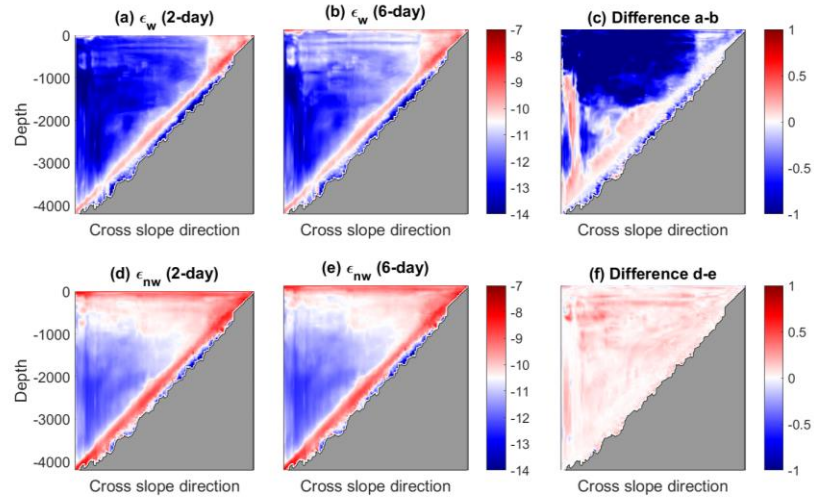 (a) ϵw (2-day)
(b) ϵw (6-day)
(c) Difference a-b
0
-1000
-2000
-3000
-4000
Depth
Cross slope direction
Cross slope direction
-7
-8
-9
-10
-11
-12
-13
-14
Cross slope direction
1
0.5
0
-0.5
-1
(d) ϵnw (2-day)
(e) ϵnw (6-day)
(f) Difference d-e
0
-1000
-2000
-3000
-4000
Depth
Cross slope direction
Cross slope direction
-7
-8
-9
-10
-11
-12
-13
-14
Cross slope direction
1
0.5
0
-0.5
-1